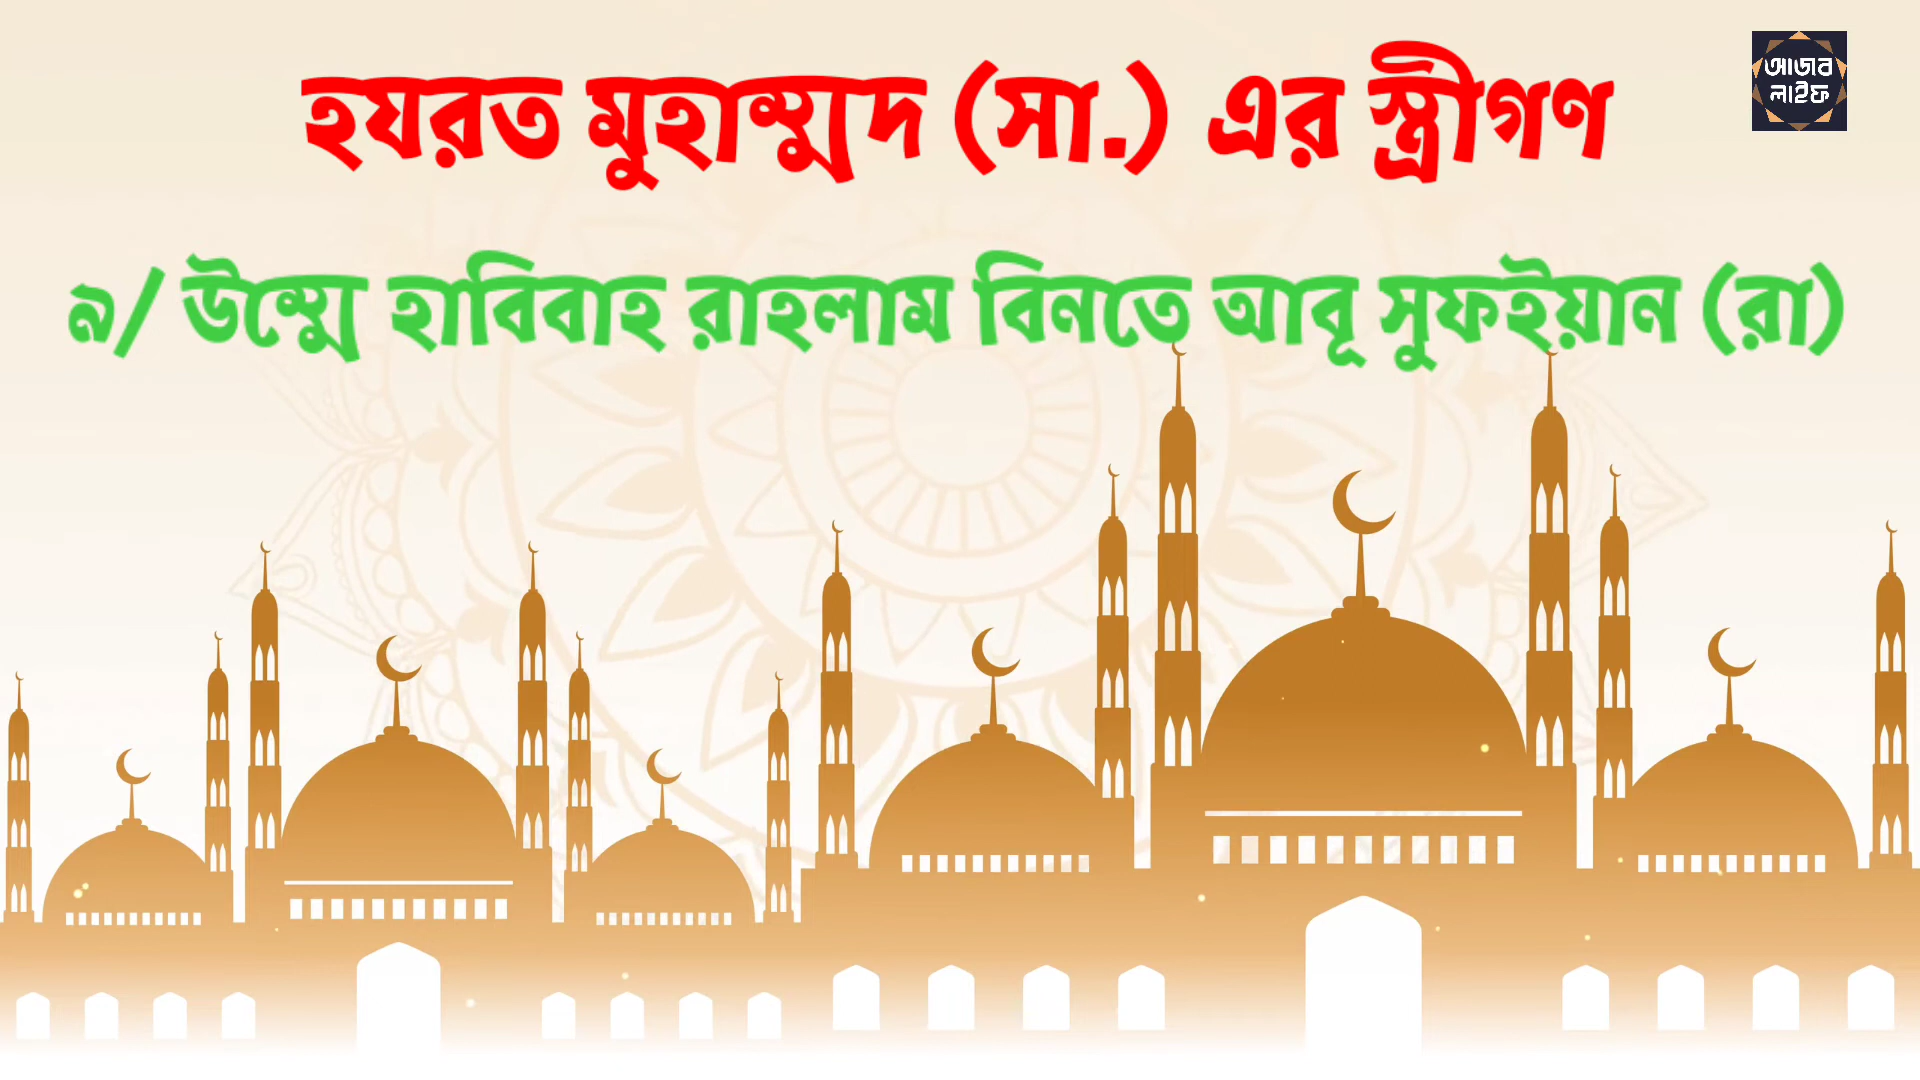 হযরত মুহাম্মদ (সা.) এর স্ত্রীগণ
৯/ উম্মে হাবিবাহ রাহলাম বিনতে আবূ সুফইয়ান (রা)
আজব
লাইফ